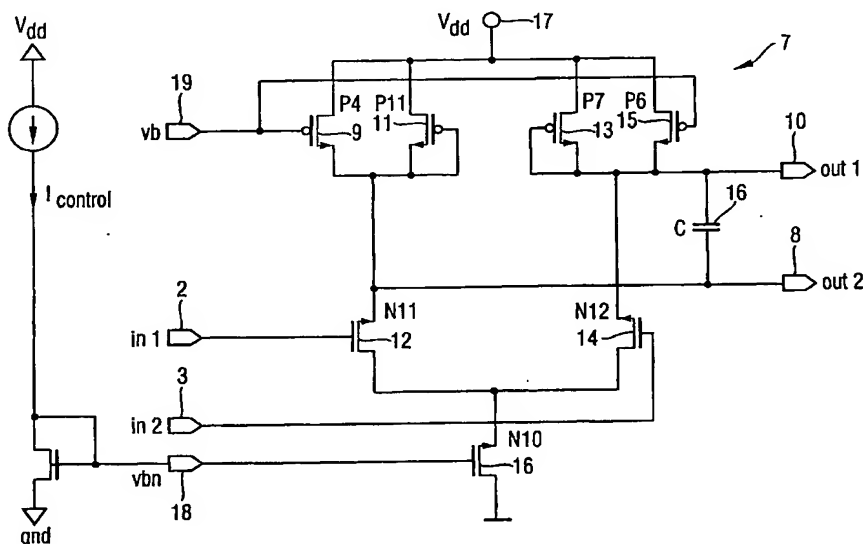 Vdd
Vdd
17
7
19
vb
P4
9
P11
11
P7
13
P6
15
10
out 1
Icontrol
C
16
8
out 2
2
in 1
N11
12
N12
14
3
in 2
N10
16
vbn
18
gnd